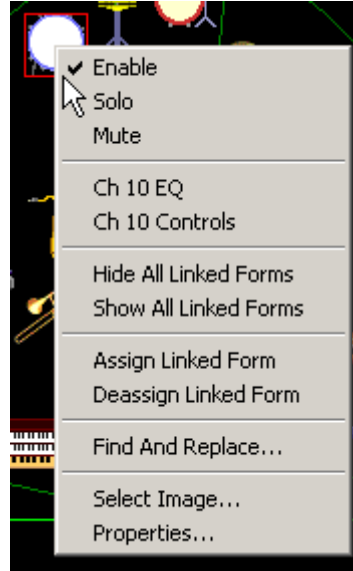 Enable
Solo
Mute
Ch 10 EQ
Ch 10 Controls
Hide All Linked Forms
Show All Linked Forms
Assign Linked Form
Deassign Linked Form
Find And Replace...
Select Image...
Properties...